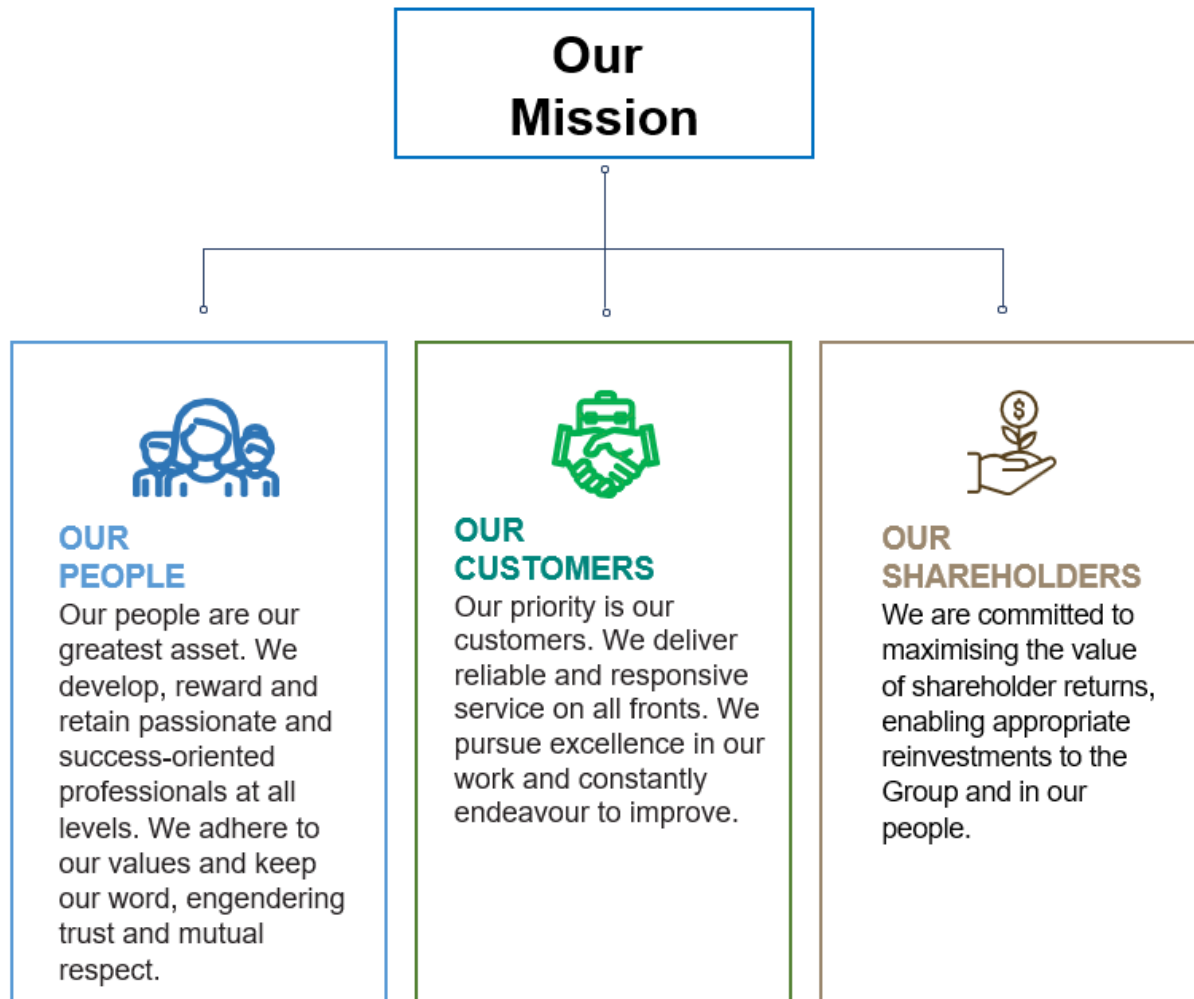 Our
Mission
OUR
PEOPLE
Our people are our
greatest asset. We
develop, reward and
retain passionate and
success-oriented
professionals at all
levels. We adhere to
our values and keep
our word, engendering
trust and mutual
respect.
OUR
CUSTOMERS
Our priority is our
customers. We deliver
reliable and responsive
service on all fronts. We
pursue excellence in our
work and constantly
endeavour to improve.
$
OUR
SHAREHOLDERS
We are committed to
maximising the value
of shareholder returns,
enabling appropriate
reinvestments to the
Group and in our
people.